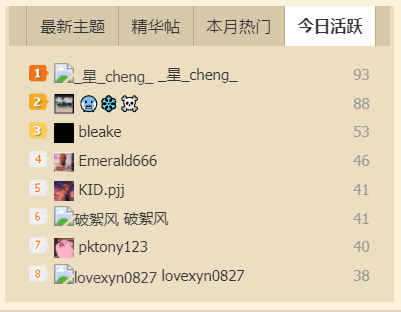 最新主题 精华帖 本月热门 今日活跃
1 _星_cheng_ _星_cheng_ 93
2 🥶❄️☠️ 88
3 bleake 53
4 Emerald666 46
5 KID.pjj 41
6 破絮风 破絮风 41
7 pktony123 40
8 lovexyn0827 lovexyn0827 38